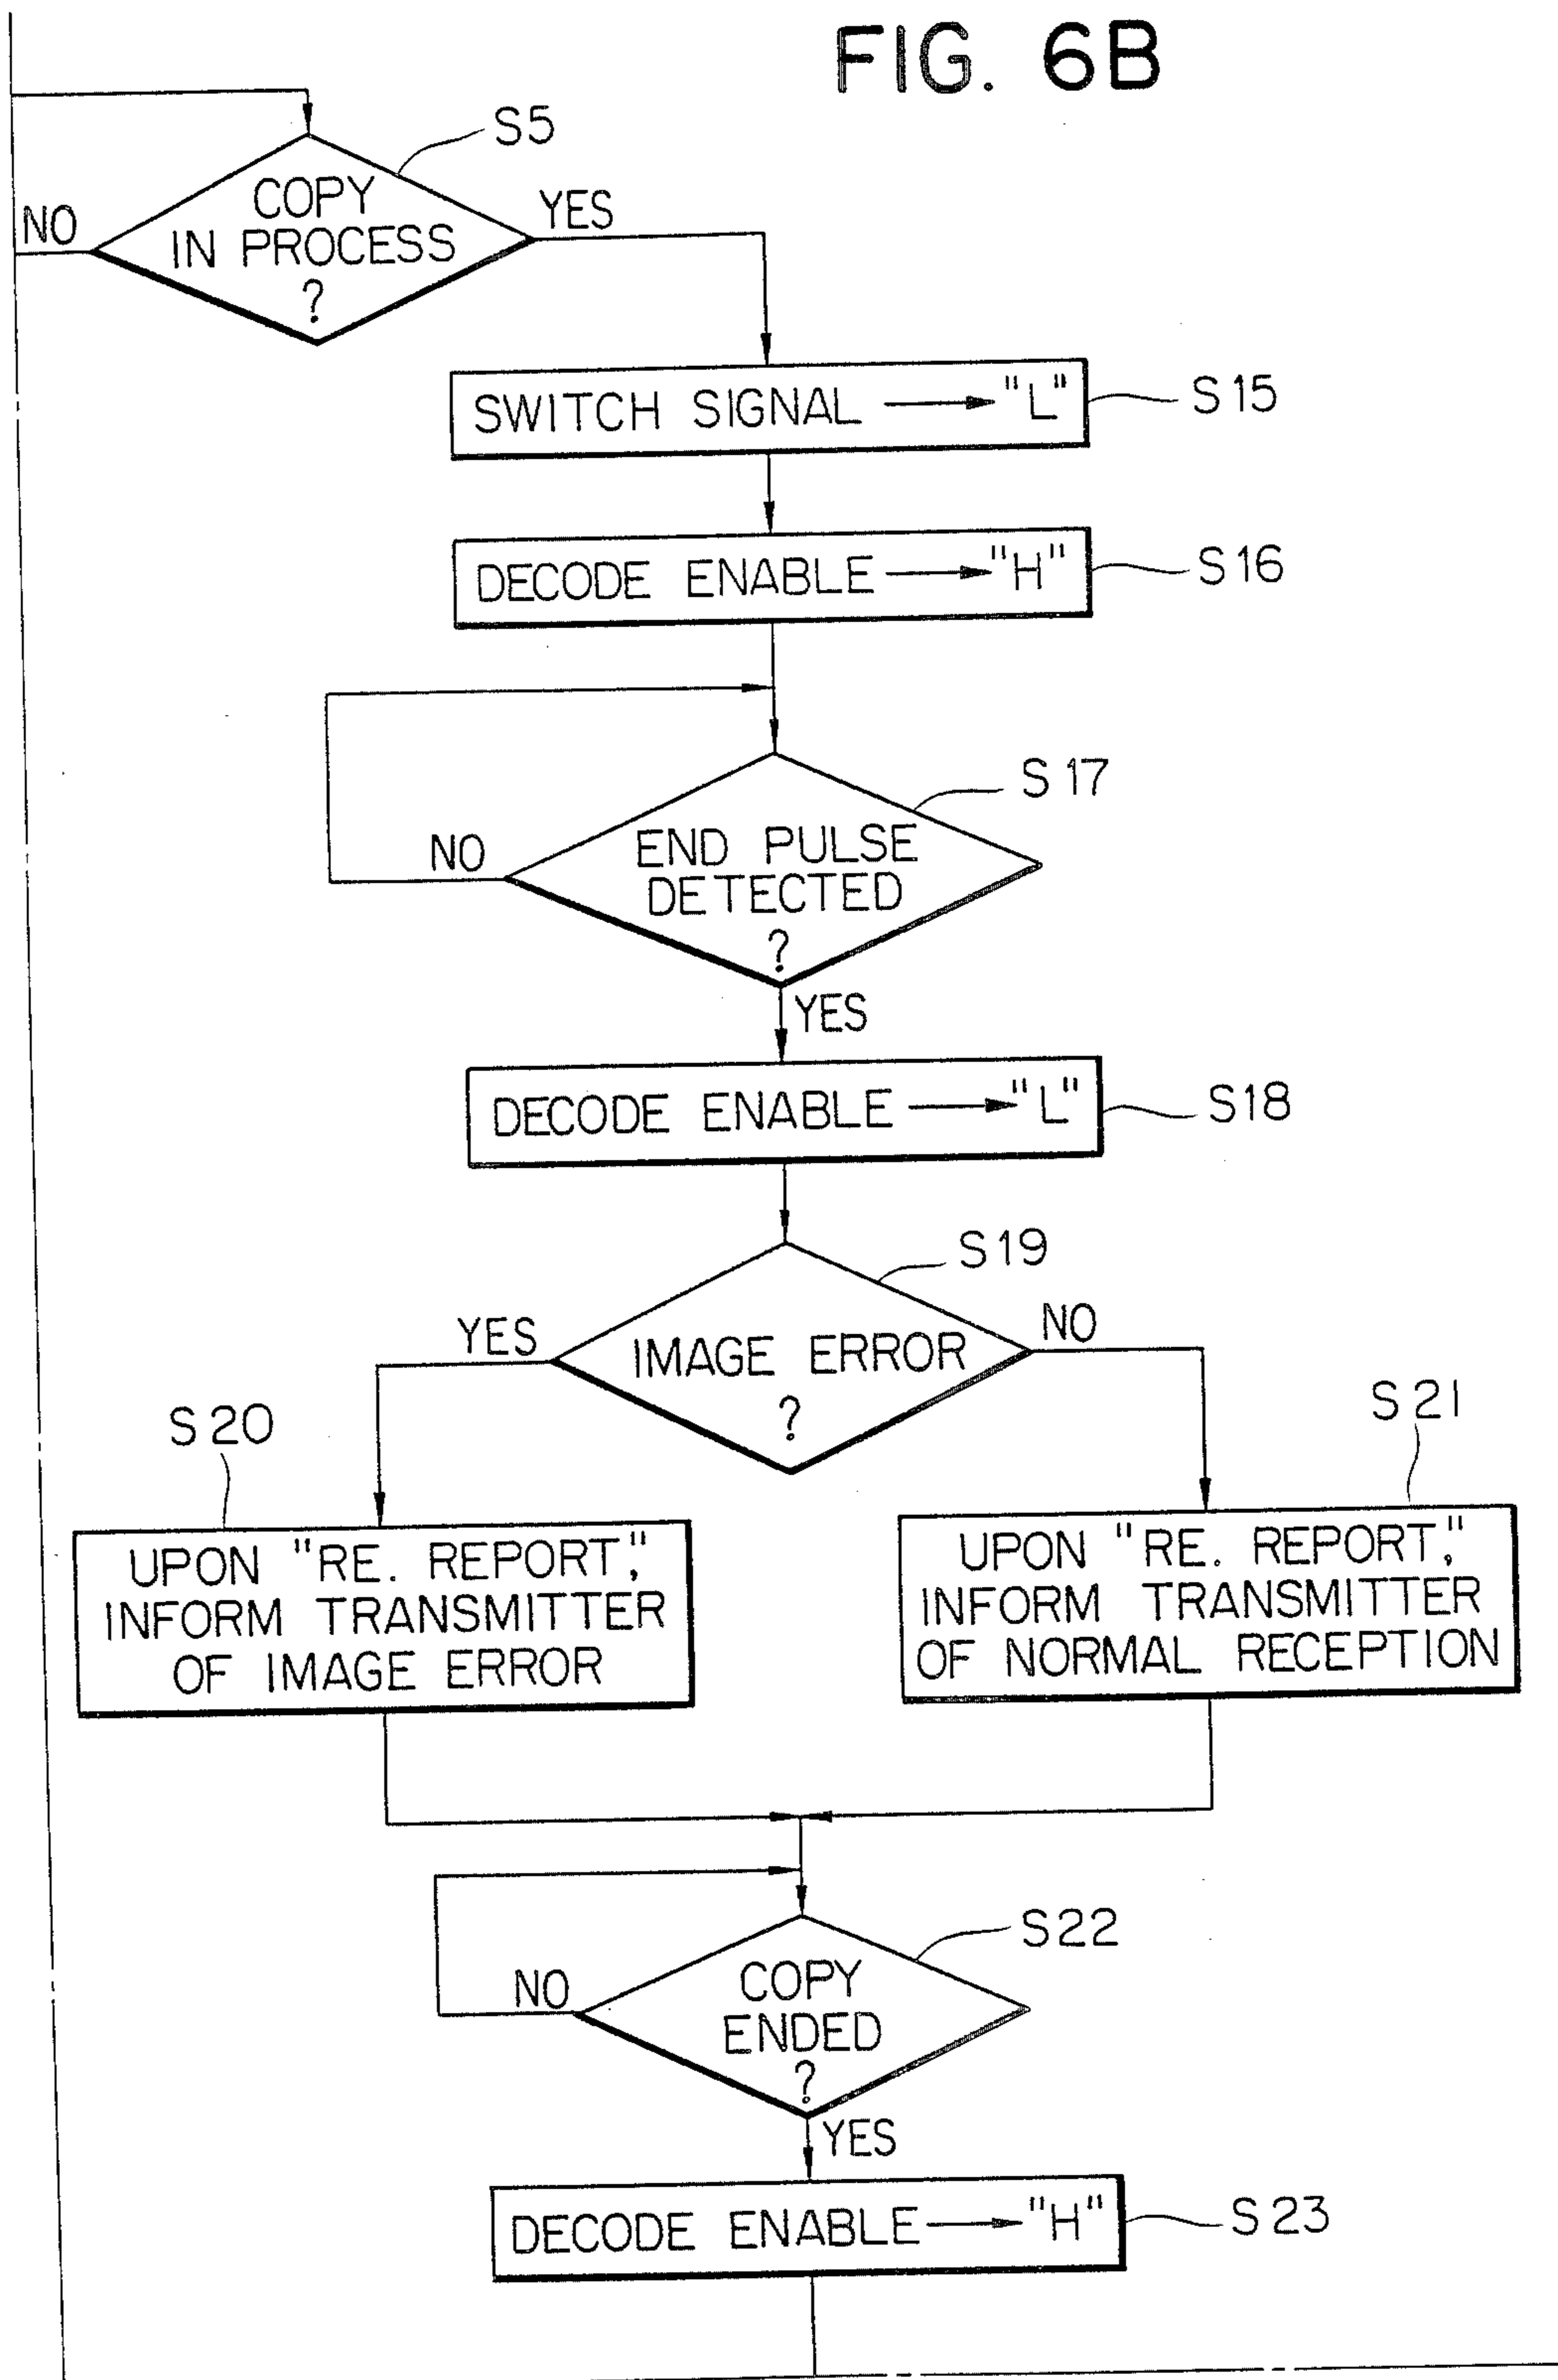 FIG. 6B
S5
COPY
IN PROCESS
?
NO
YES
SWITCH SIGNAL → "L"
S15
DECODE ENABLE → "H"
S16
S17
END PULSE
DETECTED
?
NO
YES
DECODE ENABLE → "L"
S18
S19
IMAGE ERROR
?
YES
NO
S20
S21
UPON "RE. REPORT,"
INFORM TRANSMITTER
OF IMAGE ERROR
UPON "RE. REPORT,"
INFORM TRANSMITTER
OF NORMAL RECEPTION
S22
COPY
ENDED
?
NO
YES
DECODE ENABLE → "H"
S23